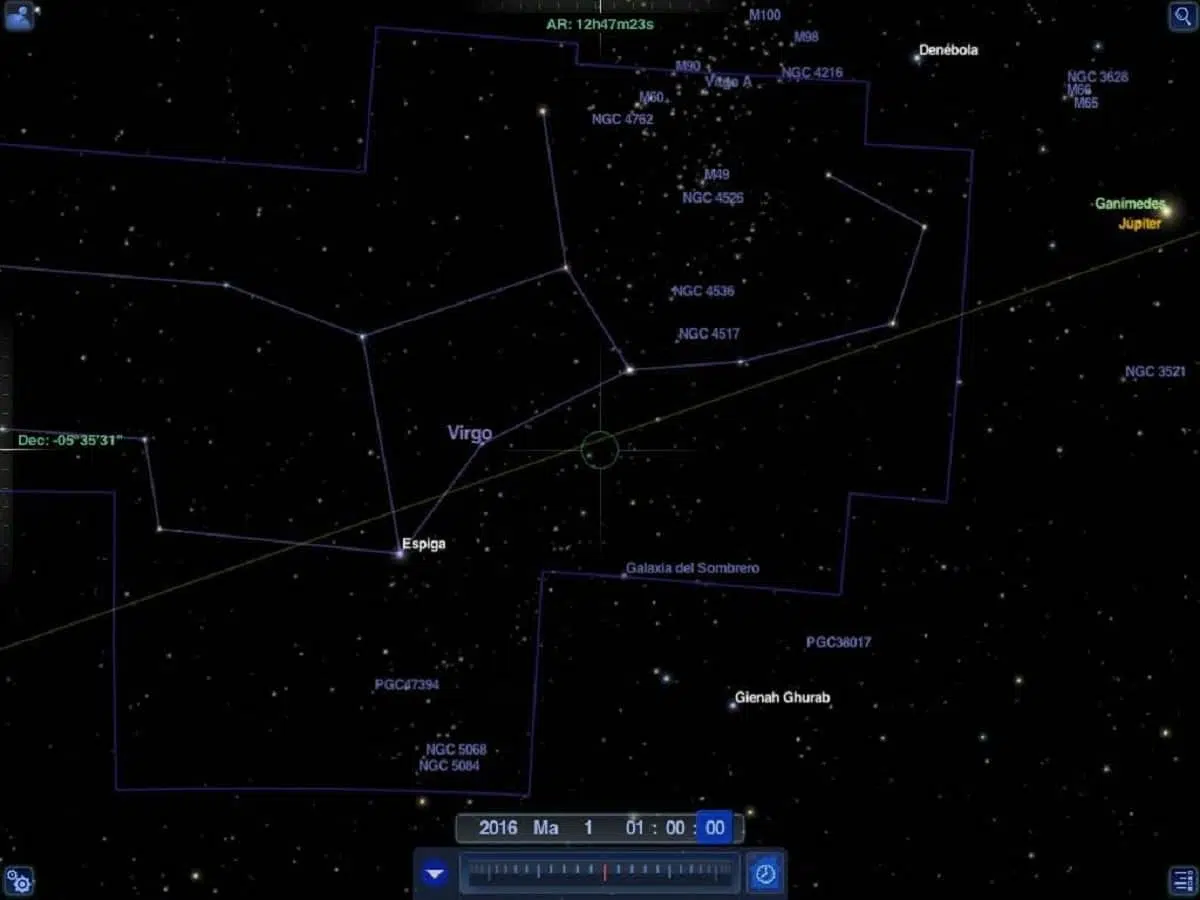 M100
AR: 12h47m23s
M98
Denébola
M90
NGC 4216
Virgo A
NGC 3628
M66
M65
M60
NGC 4762
M49
NGC 4526
Ganímedes
Júpiter
NGC 4536
NGC 4517
NGC 3521
Virgo
Dec: -05°35'31"
Espiga
Galaxia del Sombrero
PGC38017
PGC47394
Gienah Ghurab
NGC 5068
NGC 5084
2016 Ma 1 01 : 00 : 00